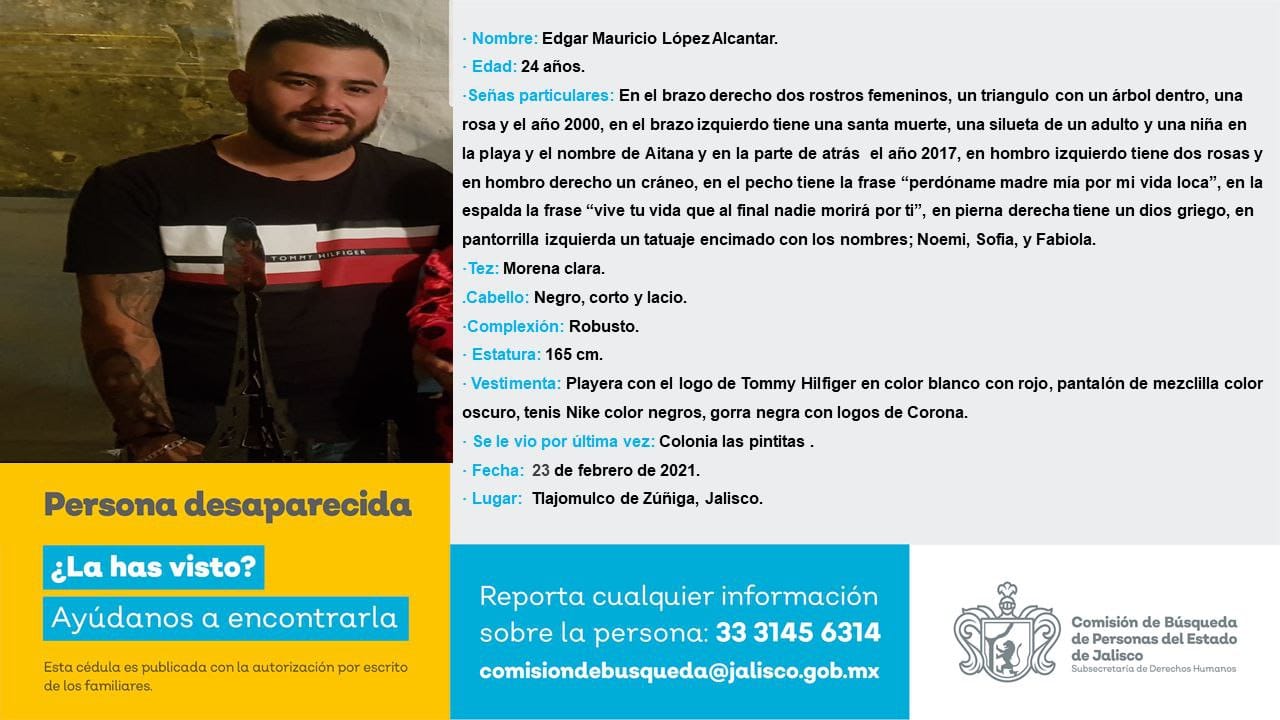 · Nombre: Edgar Mauricio López Alcantar.
· Edad: 24 años.
·Señas particulares: En el brazo derecho dos rostros femeninos, un triangulo con un árbol dentro, una
rosa y el año 2000, en el brazo izquierdo tiene una santa muerte, una silueta de un adulto y una niña en
la playa y el nombre de Aitana y en la parte de atrás el año 2017, en hombro izquierdo tiene dos rosas y
en hombro derecho un cráneo, en el pecho tiene la frase “perdóname madre mía por mi vida loca”, en la
espalda la frase “vive tu vida que al final nadie morirá por ti”, en pierna derecha tiene un dios griego, en
pantorrilla izquierda un tatuaje encimado con los nombres; Noemi, Sofia, y Fabiola.
·Tez: Morena clara.
.Cabello: Negro, corto y lacio.
·Complexión: Robusto.
· Estatura: 165 cm.
· Vestimenta: Playera con el logo de Tommy Hilfiger en color blanco con rojo, pantalón de mezclilla color
oscuro, tenis Nike color negros, gorra negra con logos de Corona.
· Se le vio por última vez: Colonia las pintitas .
· Fecha: 23 de febrero de 2021.
· Lugar: Tlajomulco de Zúñiga, Jalisco.
TOMMY HILFIGER
Persona desaparecida
¿La has visto?
Ayúdanos a encontrarla
Esta cédula es publicada con la autorización por escrito
de los familiares.
Reporta cualquier información
sobre la persona: 33 3145 6314
comisiondebusqueda@jalisco.gob.mx
Comisión de Búsqueda
de Personas del Estado
de Jalisco
Subsecretaría de Derechos Humanos